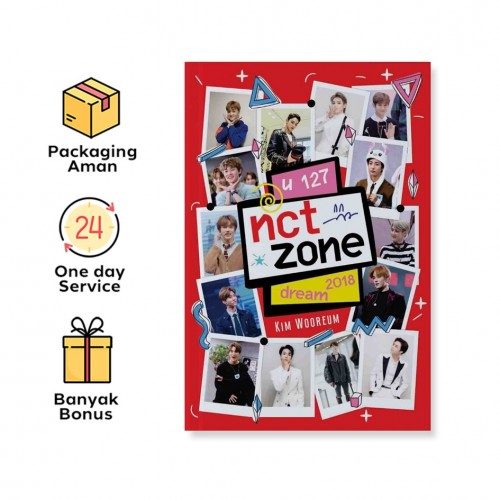 Packaging
Aman
24
One day
Service
Banyak
Bonus
u 127
nct
zone
dream 2018
KIM WOOREUM